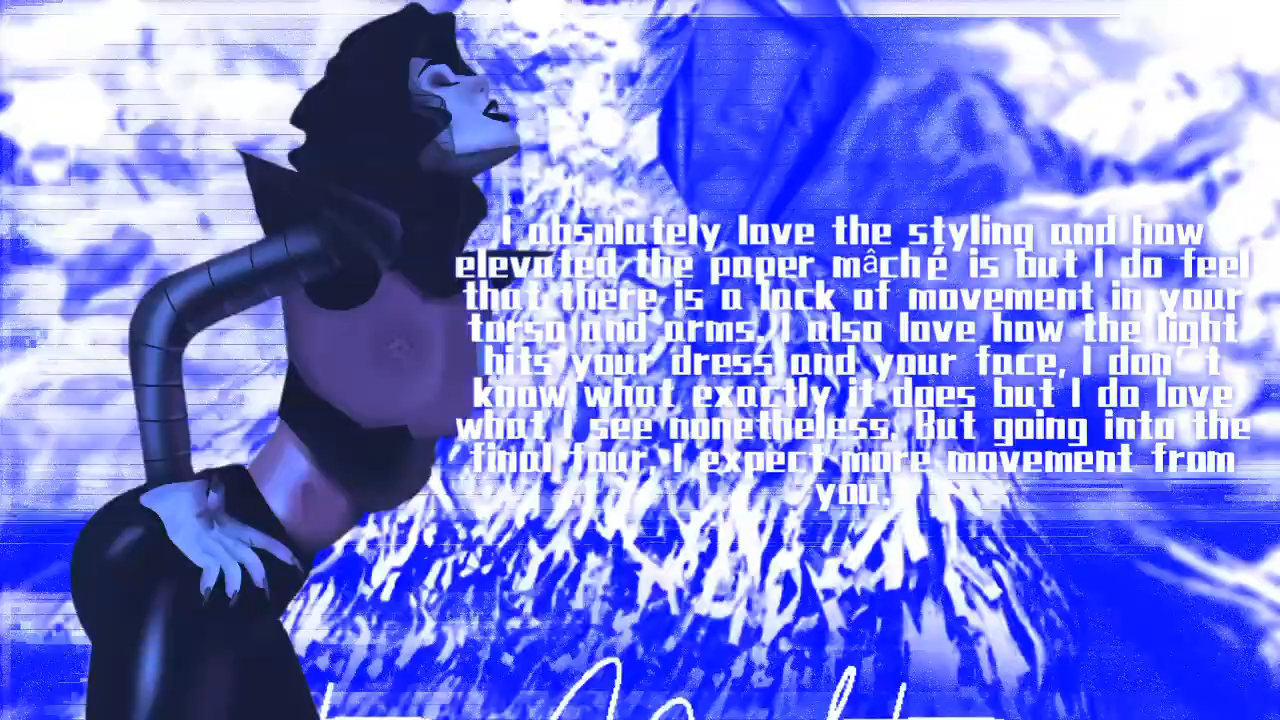 I absolutely love the styling and how
elevated the paper mâché is but I do feel
that there is a lack of movement in your
torso and arms. I also love how the light
hits your dress and your face, I don't
know what exactly it does but I do love
what I see nonetheless. But going into the
final four, I expect more movement from
you.